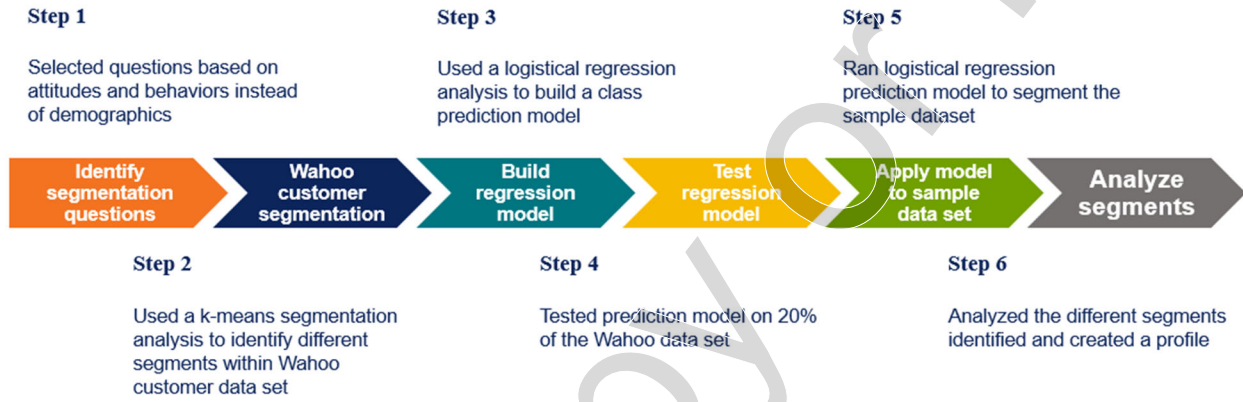 Step 1
Selected questions based on
attitudes and behaviors instead
of demographics
Step 3
Used a logistical regression
analysis to build a class
prediction model
Step 5
Ran logistical regression
prediction model to segment the
sample dataset
Identify
segmentation
questions
Wahoo
customer
segmentation
Build
regression
model
Test
regression
model
Apply model
to sample
data set
Analyze
segments
Step 2
Used a k-means segmentation
analysis to identify different
segments within Wahoo
customer data set
Step 4
Tested prediction model on 20%
of the Wahoo data set
Step 6
Analyzed the different segments
identified and created a profile